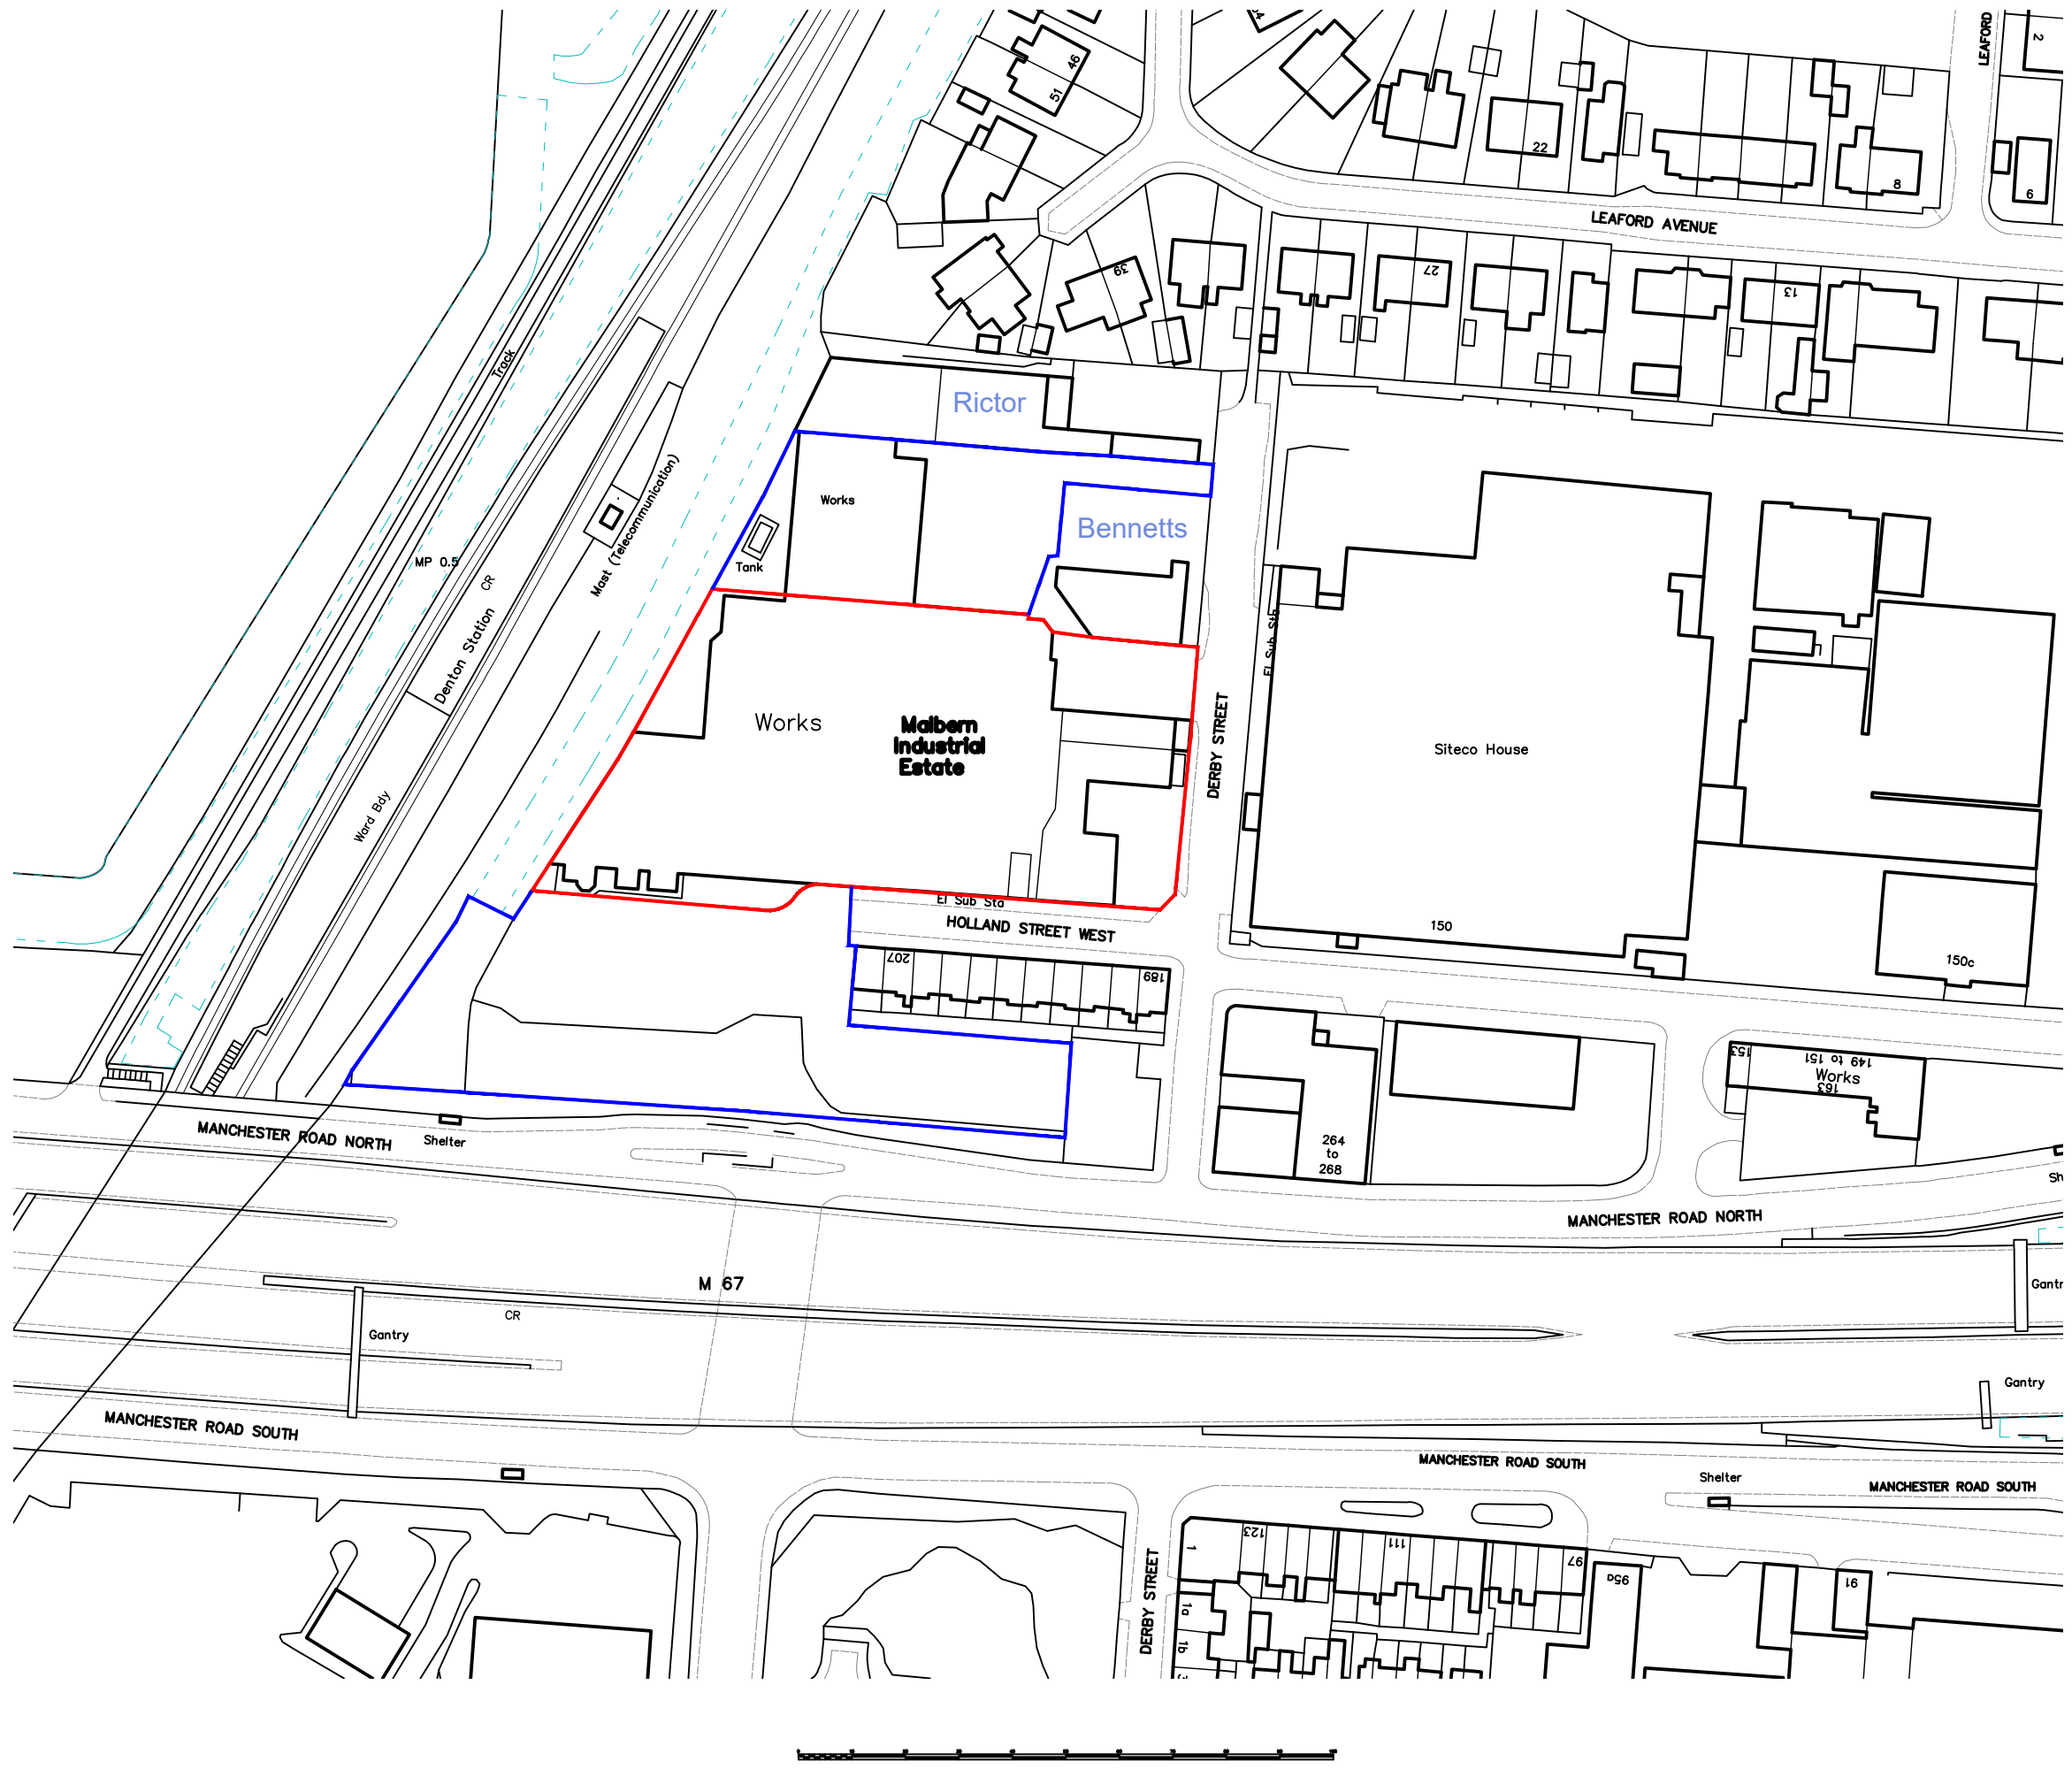 LEAFORD
2
46
51
22
8
6
LEAFORD AVENUE
39
27
13
Track
Rictor
Mast (Telecommunication)
Works
Bennetts
Tank
MP 0.5
CR
Denton Station
El Sub Sta
Works
Malbern
Industrial
Estate
DERBY STREET
Siteco House
Ward Bdy
El Sub Sta
HOLLAND STREET WEST
150
150c
207
189
153
149 to 151
Works
163
MANCHESTER ROAD NORTH
Shelter
264
to
268
Sh
MANCHESTER ROAD NORTH
M 67
Gantr
CR
Gantry
Gantry
MANCHESTER ROAD SOUTH
MANCHESTER ROAD SOUTH
Shelter
MANCHESTER ROAD SOUTH
123
111
97
95a
91
1
1a
1b
DERBY STREET